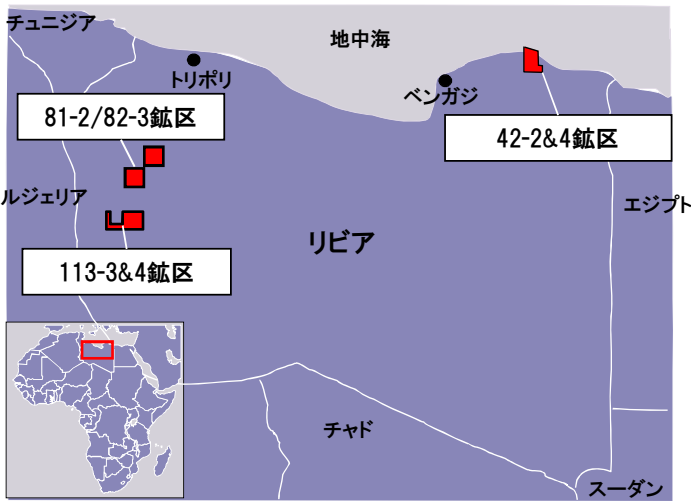 チュニジア
地中海
トリポリ
ベンガジ
81-2/82-3鉱区
42-2&4鉱区
ルジェリア
エジプト
リビア
113-3&4鉱区
チャド
スーダン